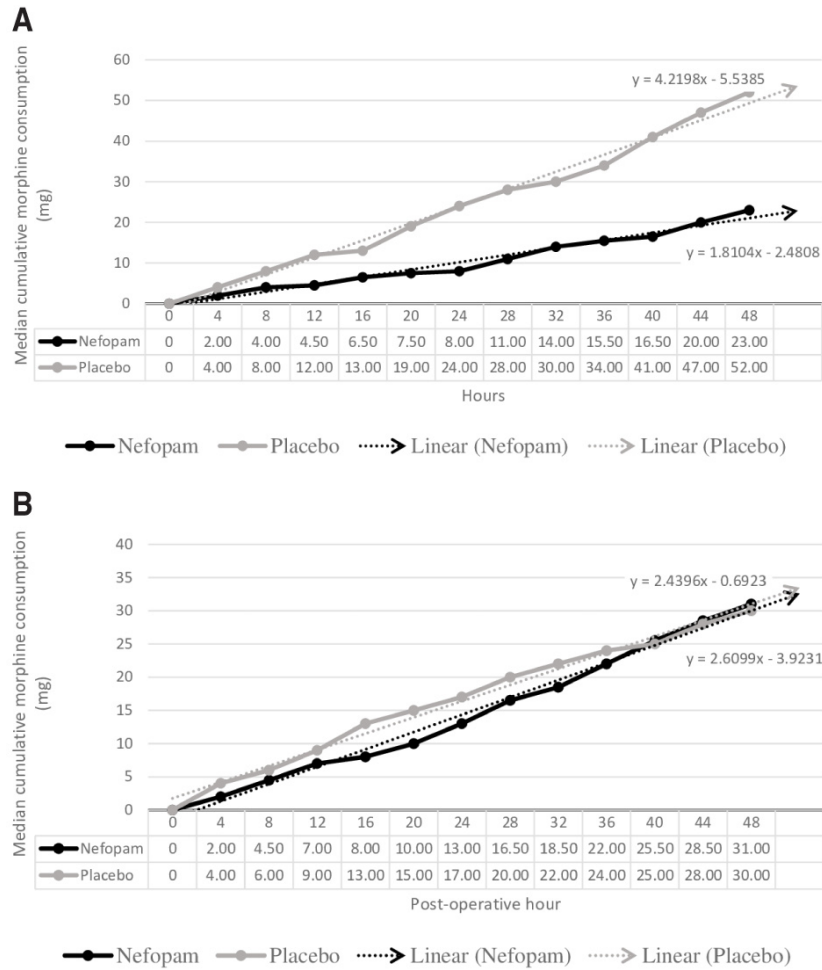 A
Median cumulative morphine consumption
(mg)
60
50
40
30
20
10
0
y = 4.2198x - 5.5385
y = 1.8104x - 2.4808
0 4 8 12 16 20 24 28 32 36 40 44 48
Nefopam 0 2.00 4.00 4.50 6.50 7.50 8.00 11.00 14.00 15.50 16.50 20.00 23.00
Placebo 0 4.00 8.00 12.00 13.00 19.00 24.00 28.00 30.00 34.00 41.00 47.00 52.00
Hours
Nefopam Placebo Linear (Nefopam) Linear (Placebo)
B
Median cumulative morphine consumption
(mg)
40
35
30
25
20
15
10
5
0
y = 2.4396x - 0.6923
y = 2.6099x - 3.9231
0 4 8 12 16 20 24 28 32 36 40 44 48
Nefopam 0 2.00 4.50 7.00 8.00 10.00 13.00 16.50 18.50 22.00 25.50 28.50 31.00
Placebo 0 4.00 6.00 9.00 13.00 15.00 17.00 20.00 22.00 24.00 25.00 28.00 30.00
Post-operative hour
Nefopam Placebo Linear (Nefopam) Linear (Placebo)